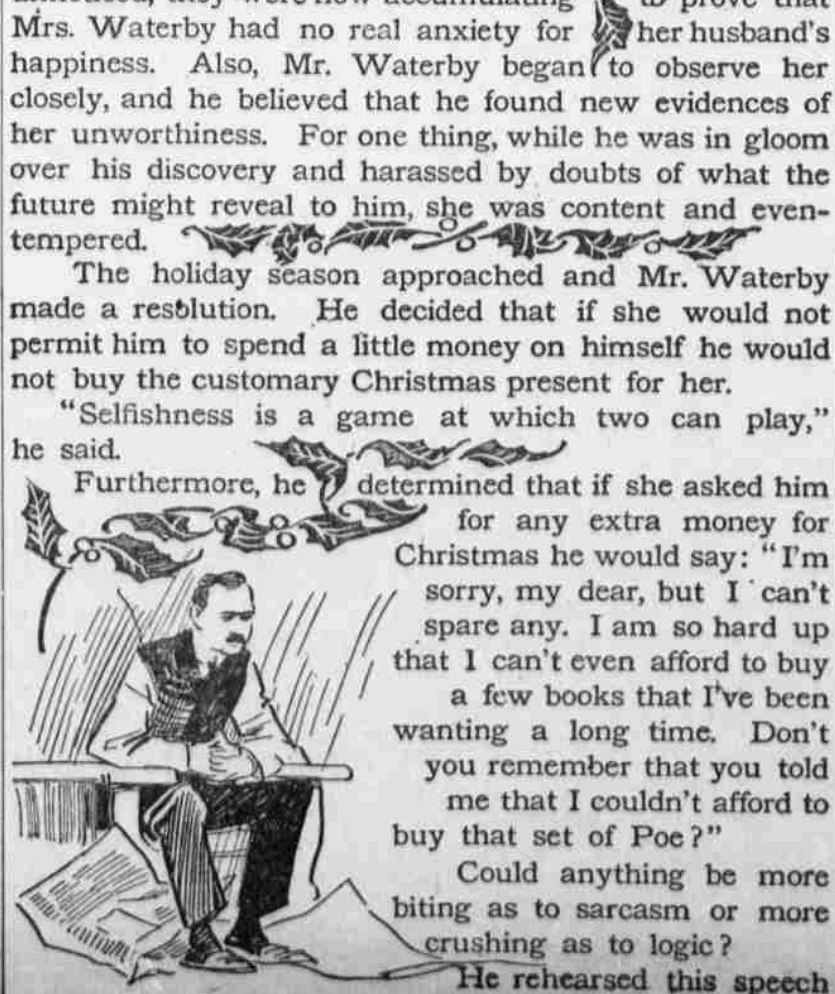 they were now accumulating to prove that
Mrs. Waterby had no real anxiety for her husband's
happiness. Also, Mr. Waterby began to observe her
closely, and he believed that he found new evidences of
her unworthiness. For one thing, while he was in gloom
over his discovery and harassed by doubts of what the
future might reveal to him, she was content and even-
tempered.
The holiday season approached and Mr. Waterby
made a resolution. He decided that if she would not
permit him to spend a little money on himself he would
not buy the customary Christmas present for her.
"Selfishness is a game at which two can play,"
he said.
Furthermore, he determined that if she asked him
for any extra money for
Christmas he would say: "I'm
sorry, my dear, but I can't
spare any. I am so hard up
that I can't even afford to buy
a few books that I've been
wanting a long time. Don't
you remember that you told
me that I couldn't afford to
buy that set of Poe?"
Could anything be more
biting as to sarcasm or more
crushing as to logic?
He rehearsed this speech